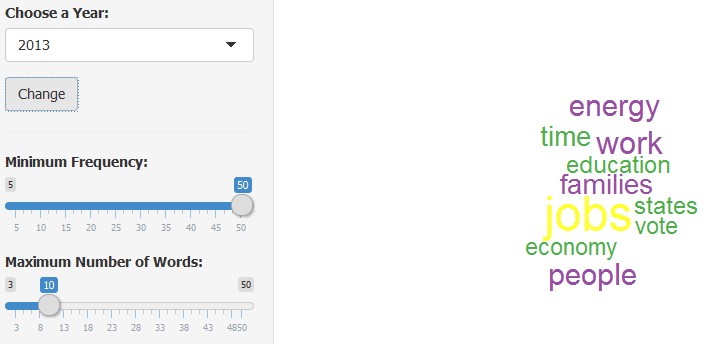 Choose a Year:
2013
Change
Minimum Frequency:
5 50
5 10 15 20 25 30 35 40 45 50
Maximum Number of Words:
3 10 50
3 8 13 18 23 28 33 38 43 4850
energy
time work
education
families
jobs states
vote
economy
people